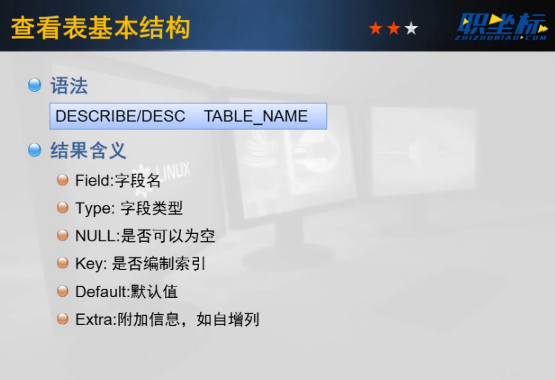 查看表基本结构
职坐标
ZHIZUOBIAO.COM
语法
DESCRIBE/DESC TABLE_NAME
结果含义
Field:字段名
Type: 字段类型
NULL:是否可以为空
Key: 是否编制索引
Default:默认值
Extra:附加信息，如自增列
LINUX